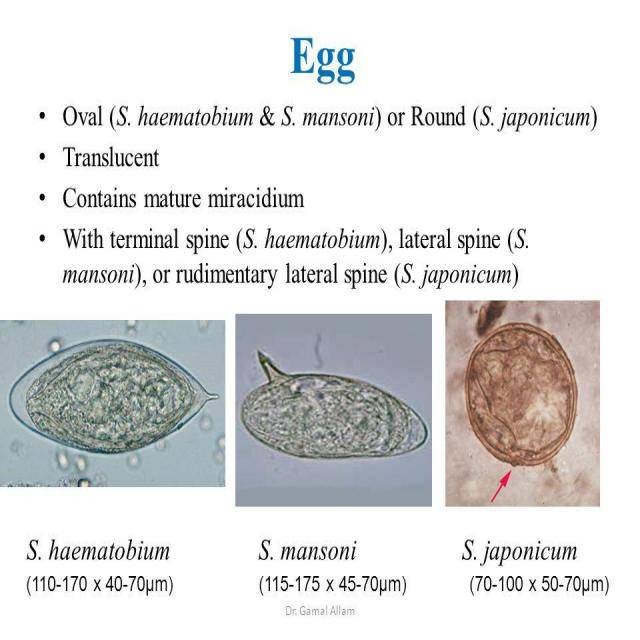 Egg
• Oval (S. haematobium & S. mansoni) or Round (S. japonicum)
• Translucent
• Contains mature miracidium
• With terminal spine (S. haematobium), lateral spine (S.
mansoni), or rudimentary lateral spine (S. japonicum)
S. haematobium
(110-170 x 40-70µm)
S. mansoni
(115-175 x 45-70µm)
S. japonicum
(70-100 x 50-70µm)
Dr. Gamal Allam